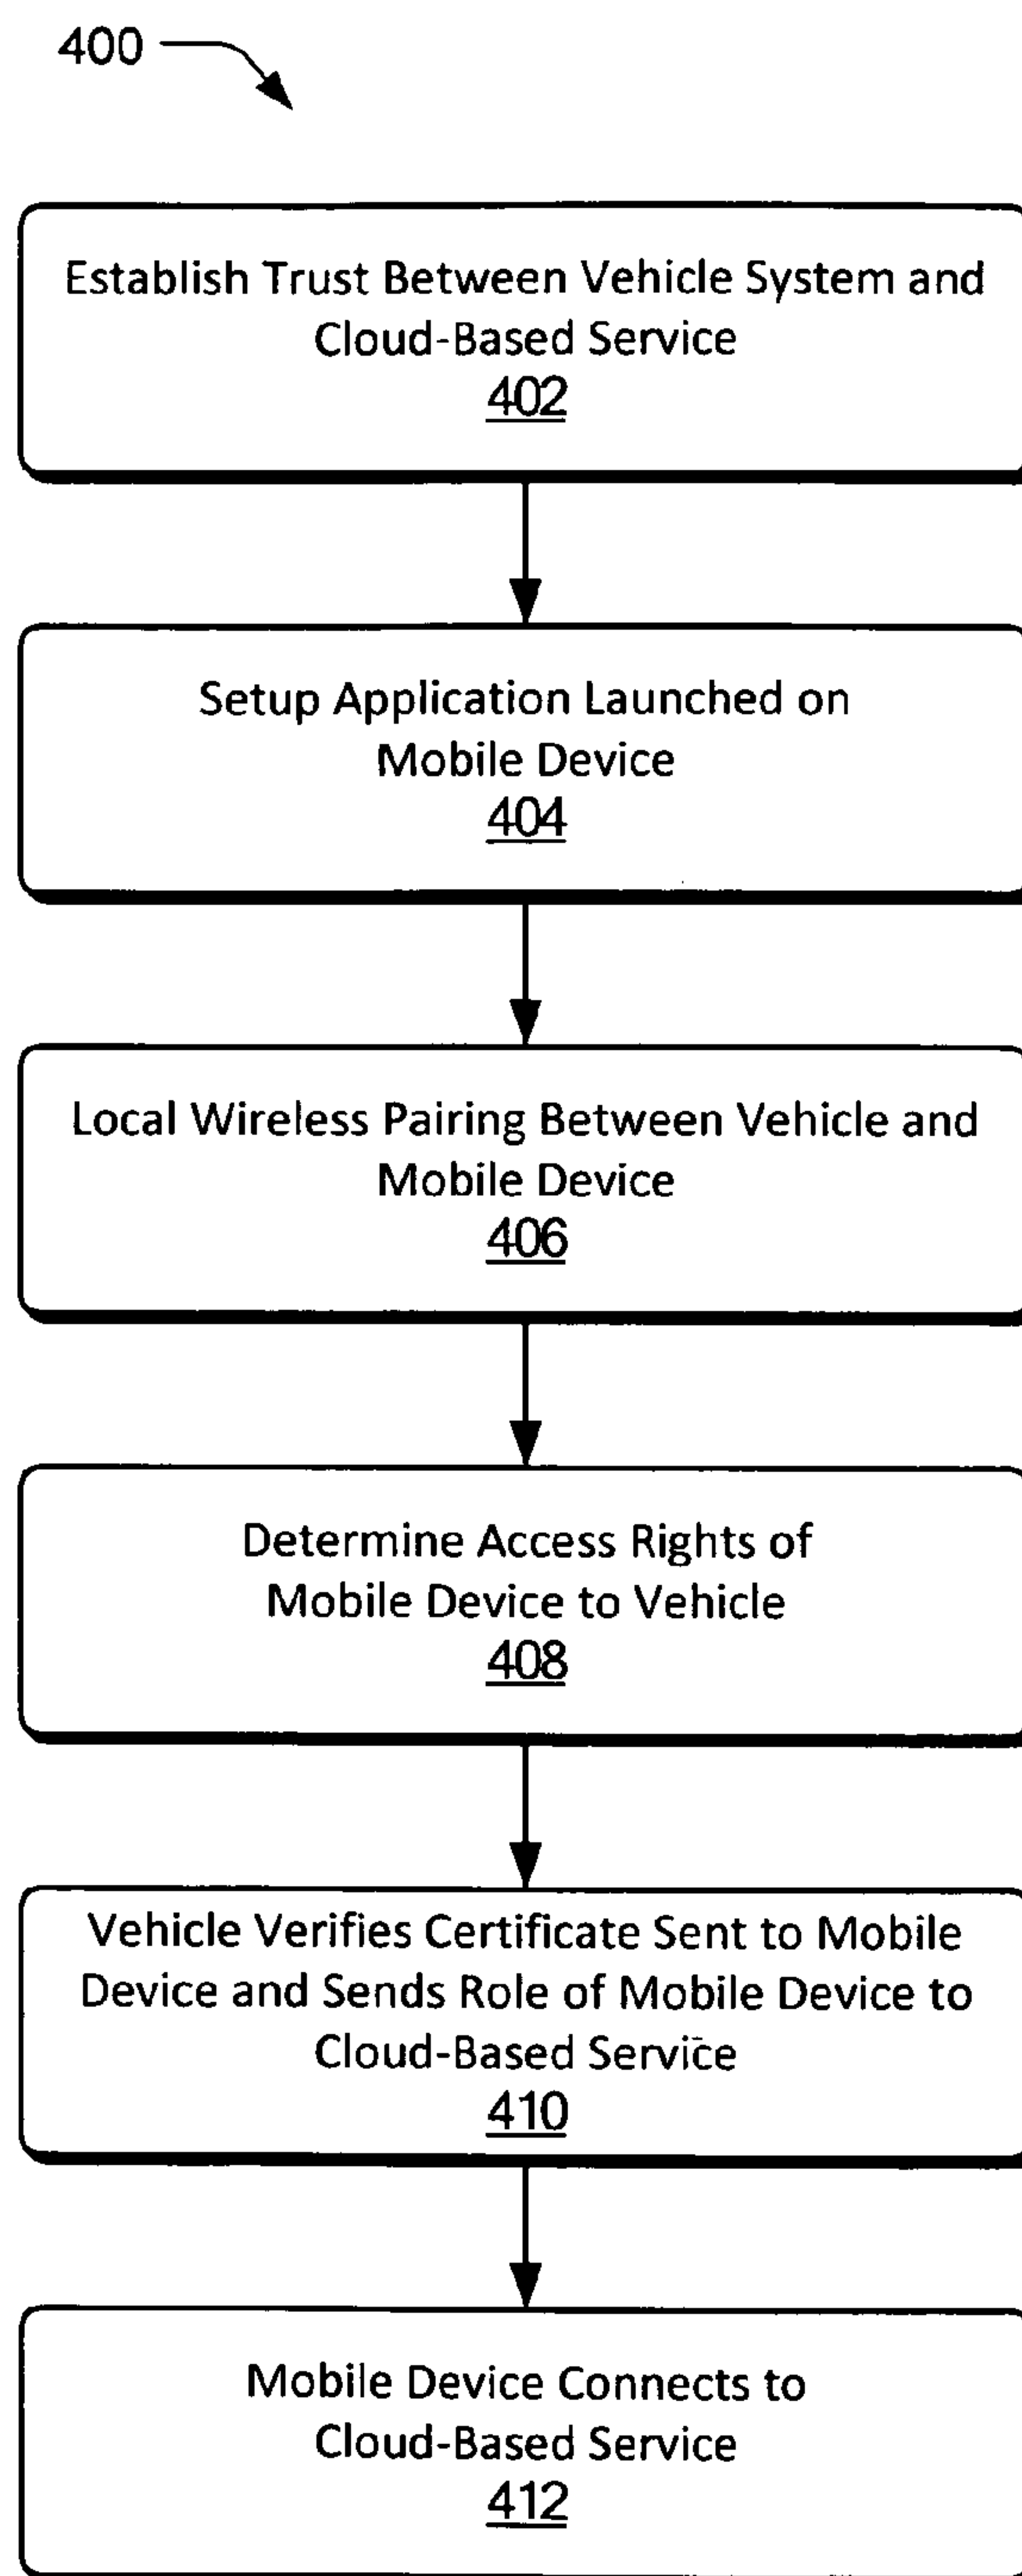 400
Establish Trust Between Vehicle System and
Cloud-Based Service
402
Setup Application Launched on
Mobile Device
404
Local Wireless Pairing Between Vehicle and
Mobile Device
406
Determine Access Rights of
Mobile Device to Vehicle
408
Vehicle Verifies Certificate Sent to Mobile
Device and Sends Role of Mobile Device to
Cloud-Based Service
410
Mobile Device Connects to
Cloud-Based Service
412